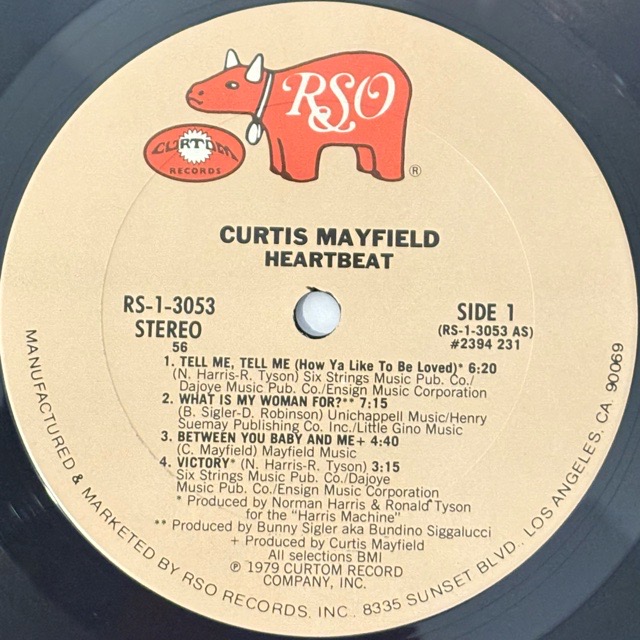 RSO
®
CURTOM
RECORDS
CURTIS MAYFIELD
HEARTBEAT
RS-1-3053
STEREO
56
SIDE 1
(RS-1-3053 AS)
#2394 231
1. TELL ME, TELL ME (How Ya Like To Be Loved)* 6:20
(N. Harris-R. Tyson) Six Strings Music Pub. Co./
Dajoye Music Pub. Co./Ensign Music Corporation
2. WHAT IS MY WOMAN FOR?** 7:15
(B. Sigler-D. Robinson) Unichappell Music/Henry
Suemay Publishing Co. Inc./Little Gino Music
3. BETWEEN YOU BABY AND ME+ 4:40
(C. Mayfield) Mayfield Music
4. VICTORY* (N. Harris-R. Tyson) 3:15
Six Strings Music Pub. Co./Dajoye
Music Pub. Co./Ensign Music Corporation
* Produced by Norman Harris & Ronald Tyson
for the "Harris Machine"
** Produced by Bunny Sigler aka Bundino Siggalucci
+ Produced by Curtis Mayfield
All selections BMI
℗ 1979 CURTOM RECORD
COMPANY, INC.
MANUFACTURED & MARKETED BY RSO RECORDS, INC., 8335 SUNSET BLVD., LOS ANGELES, CA. 90069